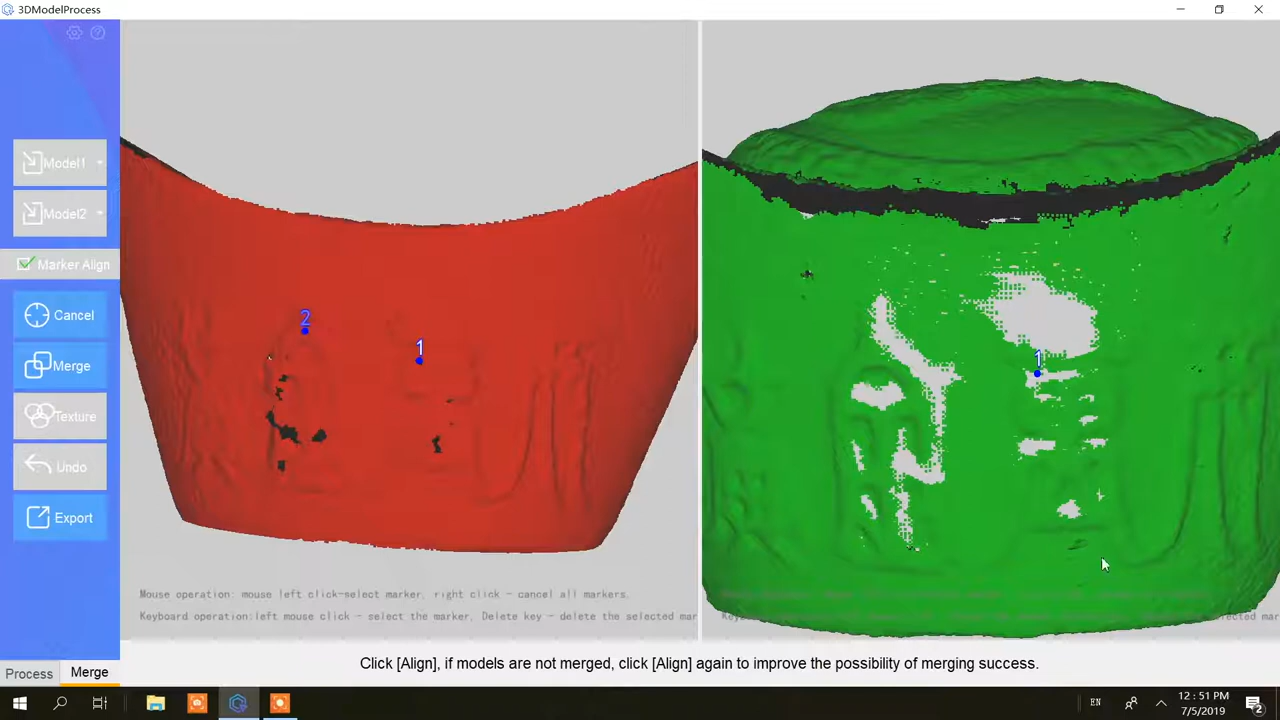 3DModelProcess
Model1
Model2
Marker Align
Cancel
Merge
Texture
Undo
Export
2
1
1
Mouse operation: mouse left click-select marker, right click - cancel all markers.
Keyboard operation:left mouse click - select the marker, Delete key - delete the selected mar
selected mar
Process
Merge
Click [Align], if models are not merged, click [Align] again to improve the possibility of merging success.
EN
12 : 51 PM
7/5/2019
2